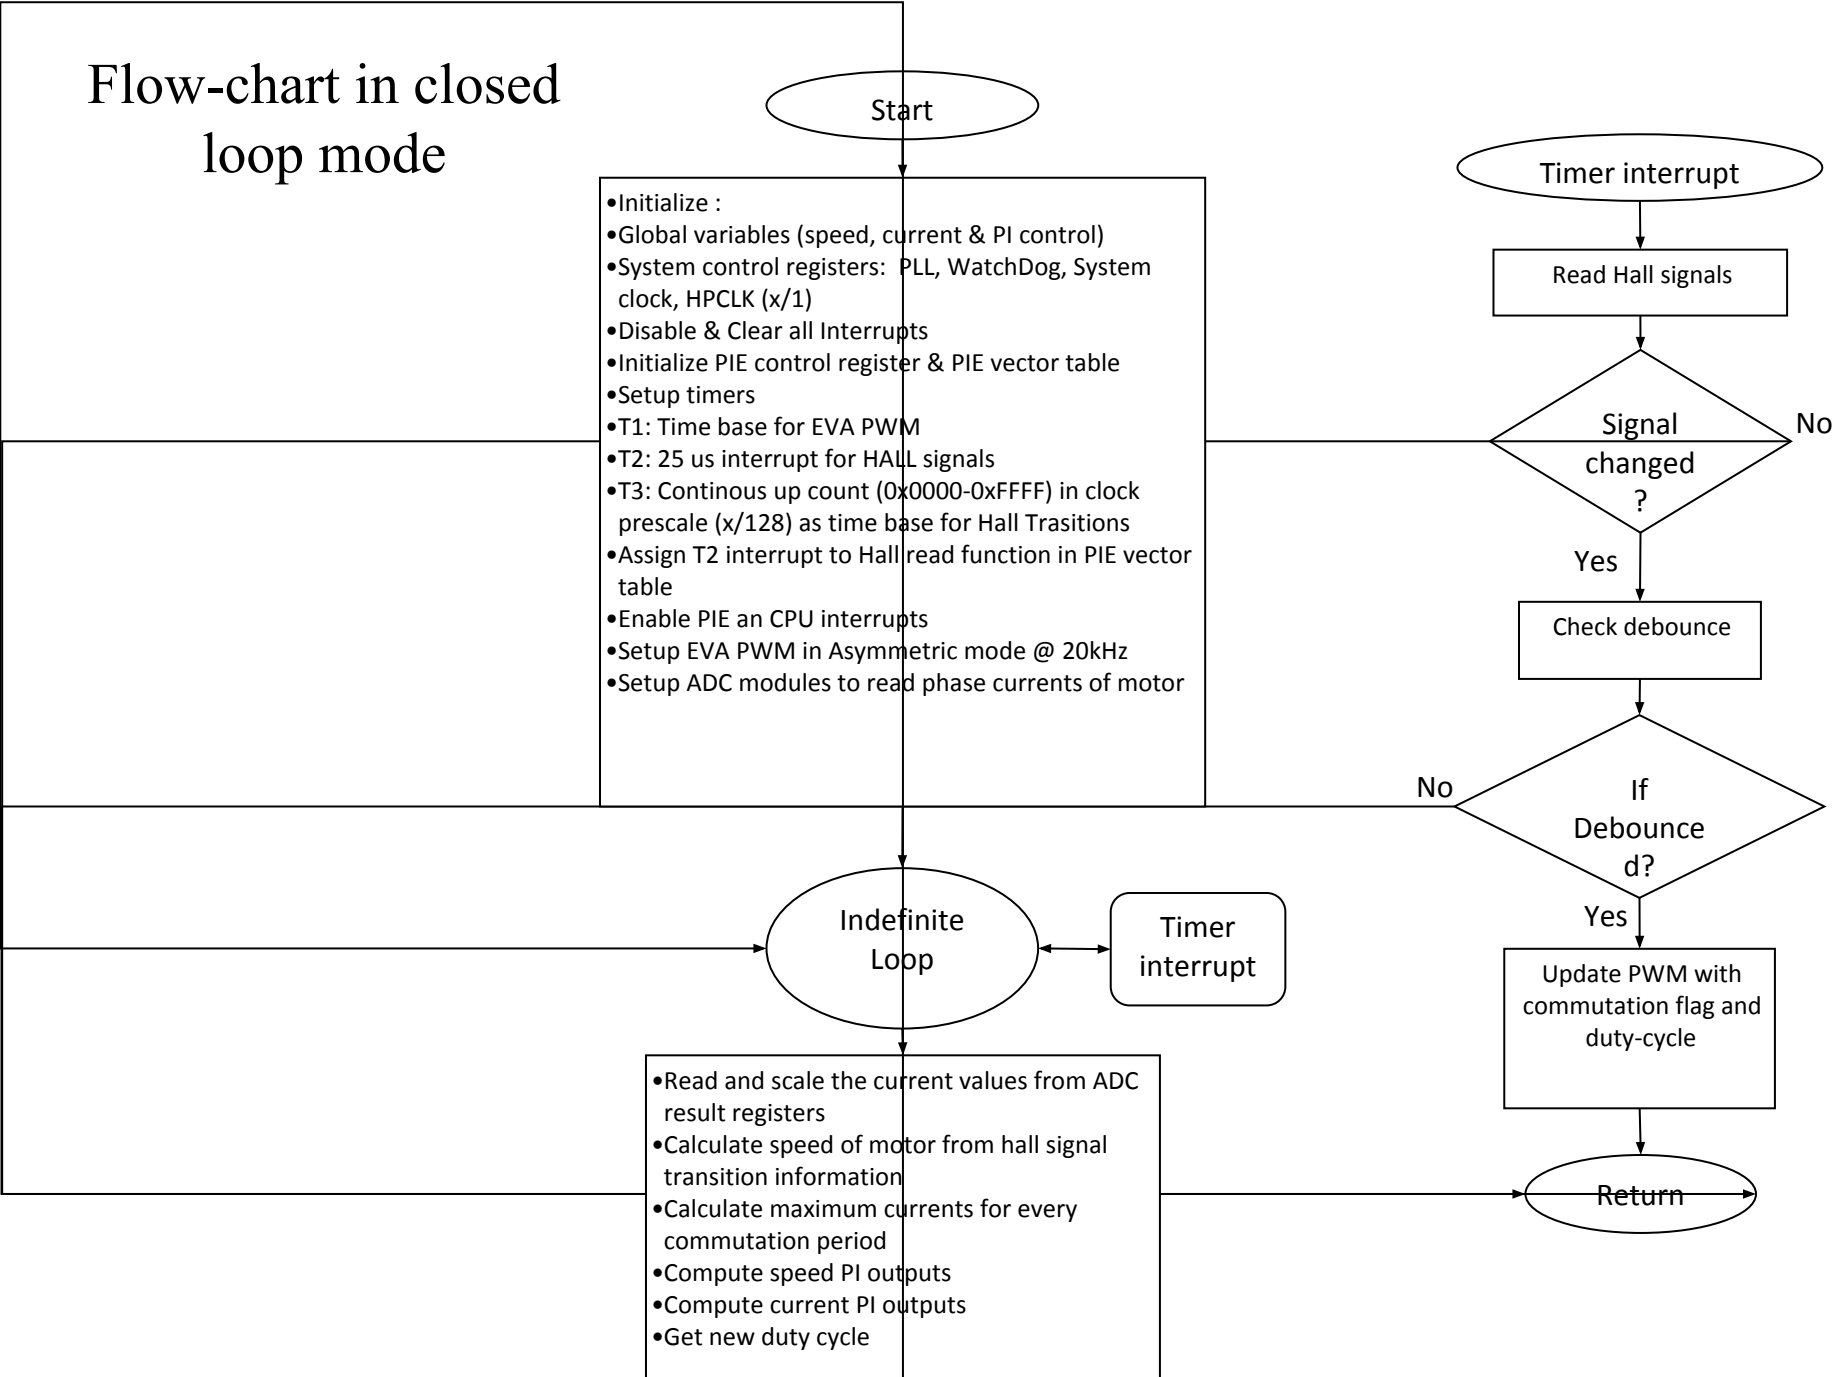 Flow-chart in closed
loop mode
Start
•Initialize :
•Global variables (speed, current & PI control)
•System control registers:  PLL, WatchDog, System
clock, HPCLK (x/1)
•Disable & Clear all Interrupts
•Initialize PIE control register & PIE vector table
•Setup timers
•T1: Time base for EVA PWM
•T2: 25 us interrupt for HALL signals
•T3: Continous up count (0x0000-0xFFFF) in clock
prescale (x/128) as time base for Hall Trasitions
•Assign T2 interrupt to Hall read function in PIE vector
table
•Enable PIE an CPU interrupts
•Setup EVA PWM in Asymmetric mode @ 20kHz
•Setup ADC modules to read phase currents of motor
Indefinite
Loop
Timer
interrupt
•Read and scale the current values from ADC
result registers
•Calculate speed of motor from hall signal
transition information
•Calculate maximum currents for every
commutation period
•Compute speed PI outputs
•Compute current PI outputs
•Get new duty cycle
Timer interrupt
Read Hall signals
Signal
changed
?
No
Yes
Check debounce
No
If
Debounce
d?
Yes
Update PWM with
commutation flag and
duty-cycle
Return